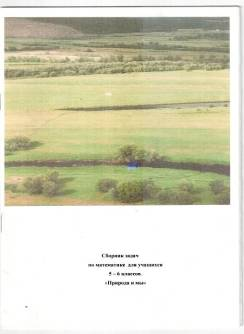 Сборник задач
по математике для учащихся
5 – 6 классов.
«Природа и мы»